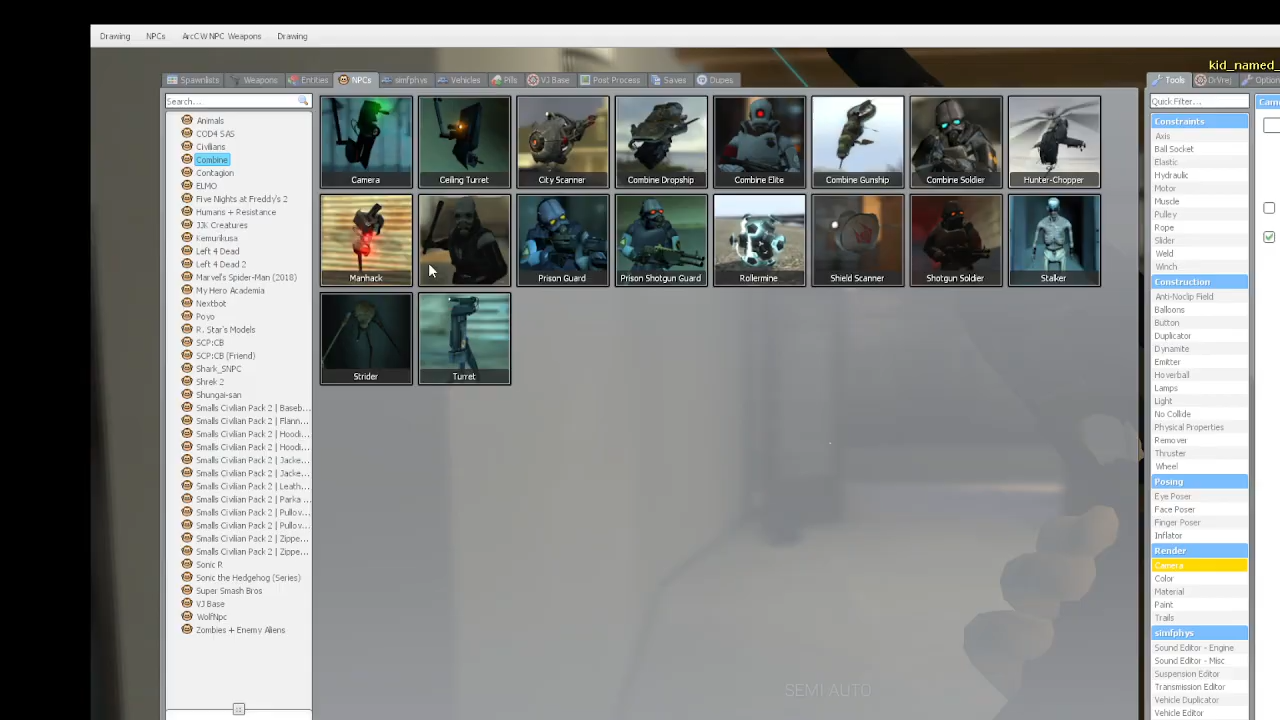 Drawing NPCs ArcCW NPC Weapons Drawing
kid_named_
Spawnlists Weapons Entities NPCs simfphys Vehicles Pills VJ Base Post Process Saves Dupes
Tools DrVrej Option
Search...
Animals
COD4 SAS
Civilians
Combine
Contagion
ELMO
Five Nights at Freddy's 2
Humans + Resistance
JJK Creatures
Kemurikusa
Left 4 Dead
Left 4 Dead 2
Marvel's Spider-Man (2018)
My Hero Academia
Nextbot
Poyo
R. Star's Models
SCP:CB
SCP:CB (Friend)
Shark_SNPC
Shrek 2
Shungai-san
Smalls Civilian Pack 2 | Baseb...
Smalls Civilian Pack 2 | Flann...
Smalls Civilian Pack 2 | Hoodi...
Smalls Civilian Pack 2 | Hoodi...
Smalls Civilian Pack 2 | Jacke...
Smalls Civilian Pack 2 | Jacke...
Smalls Civilian Pack 2 | Leath...
Smalls Civilian Pack 2 | Parka ...
Smalls Civilian Pack 2 | Pullov...
Smalls Civilian Pack 2 | Pullov...
Smalls Civilian Pack 2 | Zippe...
Smalls Civilian Pack 2 | Zippe...
Sonic R
Sonic the Hedgehog (Series)
Super Smash Bros
VJ Base
WolfNpc
Zombies + Enemy Aliens
Camera Ceiling Turret City Scanner Combine Dropship Combine Elite Combine Gunship Combine Soldier Hunter-Chopper
Manhack Prison Guard Prison Shotgun Guard Rollermine Shield Scanner Shotgun Soldier Stalker
Strider Turret
SEMI AUTO
Quick Filter...
Constraints
Axis
Ball Socket
Elastic
Hydraulic
Motor
Muscle
Pulley
Rope
Slider
Weld
Winch
Construction
Anti-Noclip Field
Balloons
Button
Duplicator
Dynamite
Emitter
Hoverball
Lamps
Light
No Collide
Physical Properties
Remover
Thruster
Wheel
Posing
Eye Poser
Face Poser
Finger Poser
Inflator
Render
Camera
Color
Material
Paint
Trails
simfphys
Sound Editor - Engine
Sound Editor - Misc
Suspension Editor
Transmission Editor
Vehicle Duplicator
Vehicle Editor
Cam